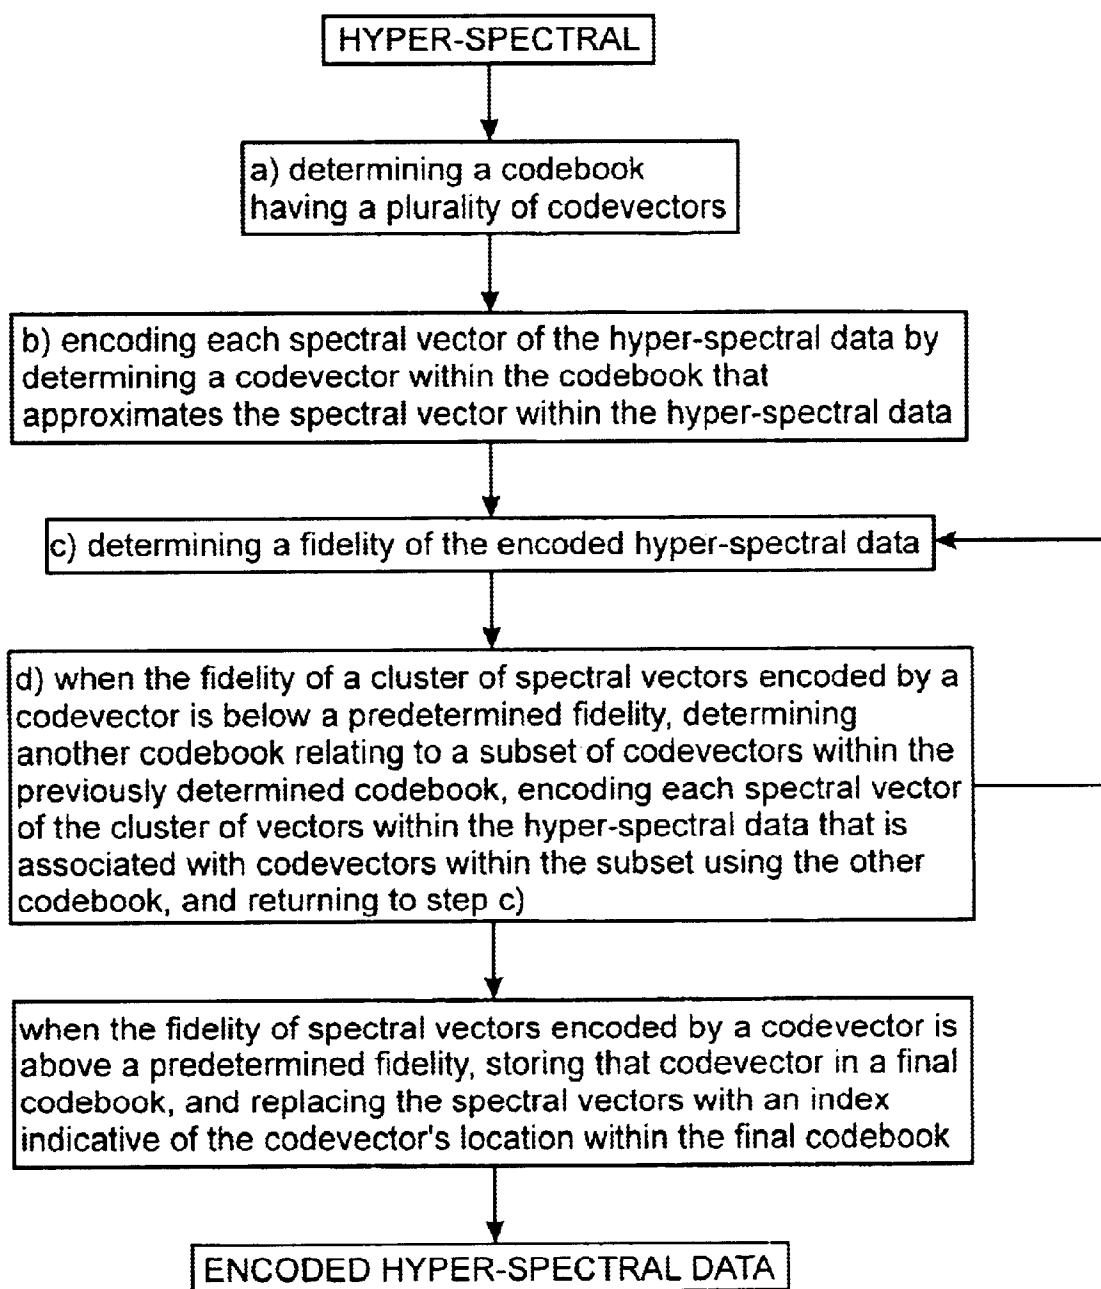 HYPER-SPECTRAL
a) determining a codebook
having a plurality of codevectors
b) encoding each spectral vector of the hyper-spectral data by
determining a codevector within the codebook that
approximates the spectral vector within the hyper-spectral data
c) determining a fidelity of the encoded hyper-spectral data
d) when the fidelity of a cluster of spectral vectors encoded by a
codevector is below a predetermined fidelity, determining
another codebook relating to a subset of codevectors within the
previously determined codebook, encoding each spectral vector
of the cluster of vectors within the hyper-spectral data that is
associated with codevectors within the subset using the other
codebook, and returning to step c)
when the fidelity of spectral vectors encoded by a codevector is
above a predetermined fidelity, storing that codevector in a final
codebook, and replacing the spectral vectors with an index
indicative of the codevector's location within the final codebook
ENCODED HYPER-SPECTRAL DATA